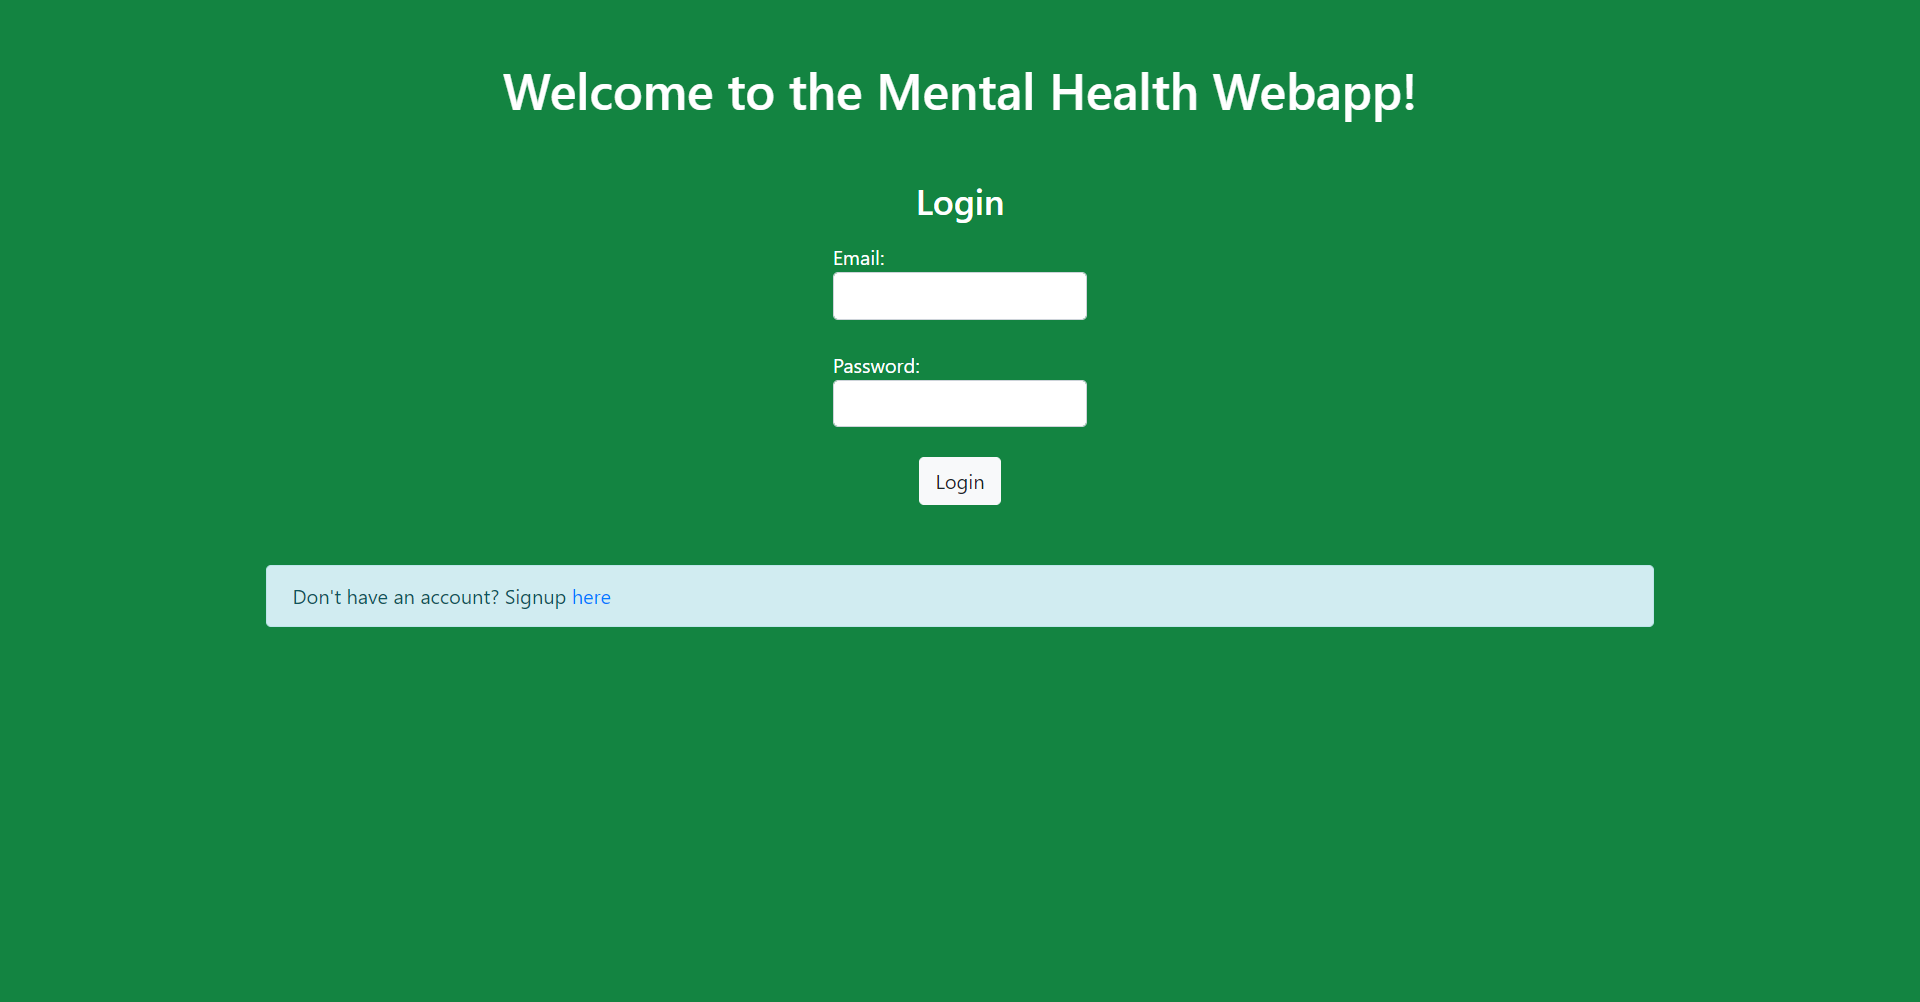 Welcome to the Mental Health Webapp!
Login
Email:
Password:
Login
Don't have an account? Signup here